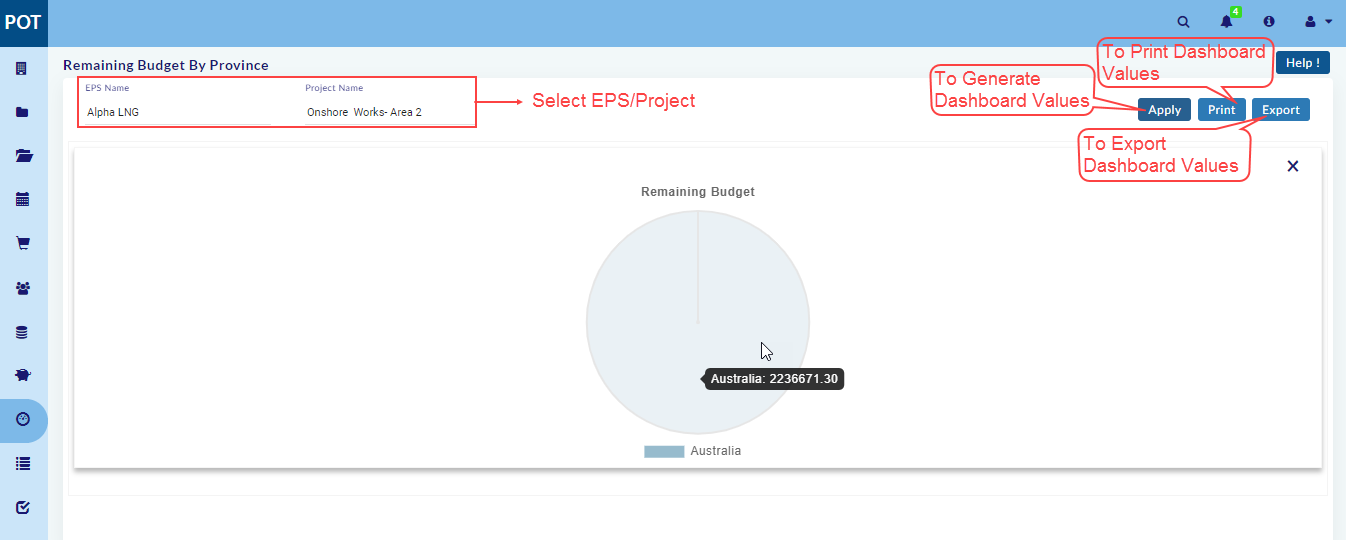 POT
4
Remaining Budget By Province
Help !
To Print Dashboard
Values
To Generate
Dashboard Values
EPS Name
Project Name
Alpha LNG
Onshore Works- Area 2
Select EPS/Project
Apply
Print
Export
To Export
Dashboard Values
Remaining Budget
Australia: 2236671.30
Australia